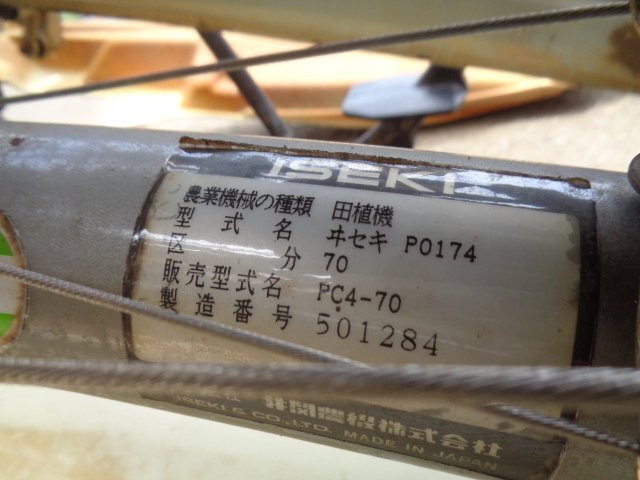 ISEKI
農業機械の種類 田植機
型式名 ヰセキ P0174
区分 70
販売型式名 PC4-70
製造番号 501284
井関農機株式会社
ISEKI & CO., LTD. MADE IN JAPAN